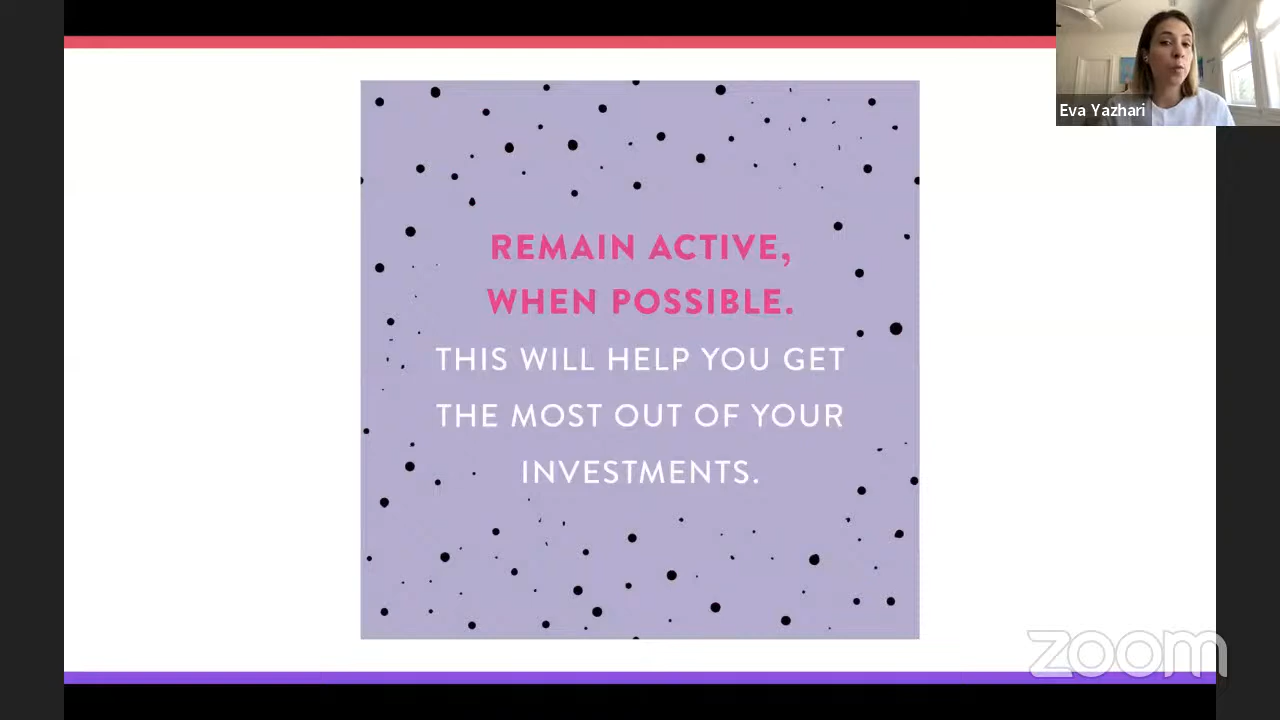 Eva Yazhari
REMAIN ACTIVE,
WHEN POSSIBLE.
THIS WILL HELP YOU GET
THE MOST OUT OF YOUR
INVESTMENTS.
zoom